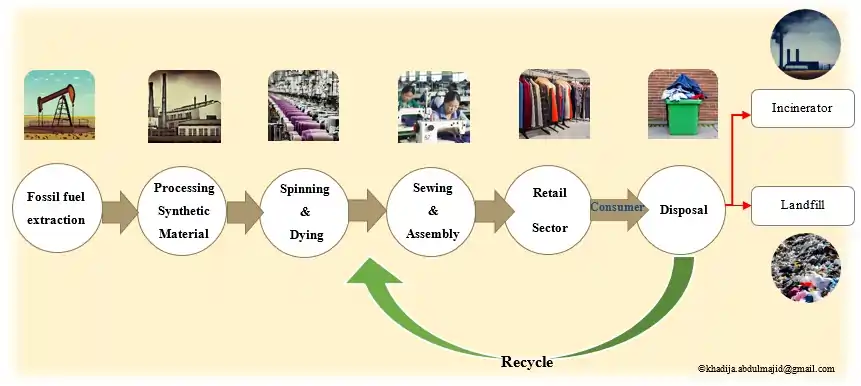 Fossil fuel
extraction
Processing
Synthetic
Material
Spinning
&
Dying
Sewing
&
Assembly
Retail
Sector
Consumer
Disposal
Incinerator
Landfill
Recycle
©khadija.abdulmajid@gmail.com